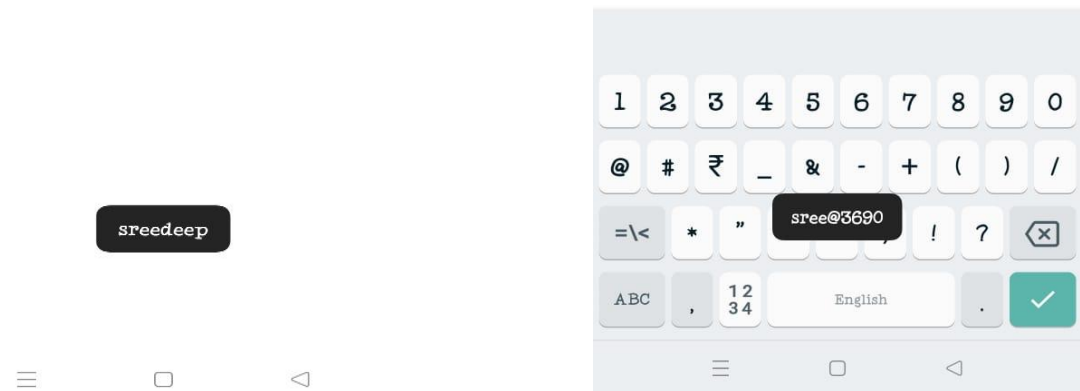 sreedeep
1 2 3 4 5 6 7 8 9 0
@ # ₹ _ & - + ( ) /
=\< * " ! ?
sree@3690
ABC , 12 34 English .